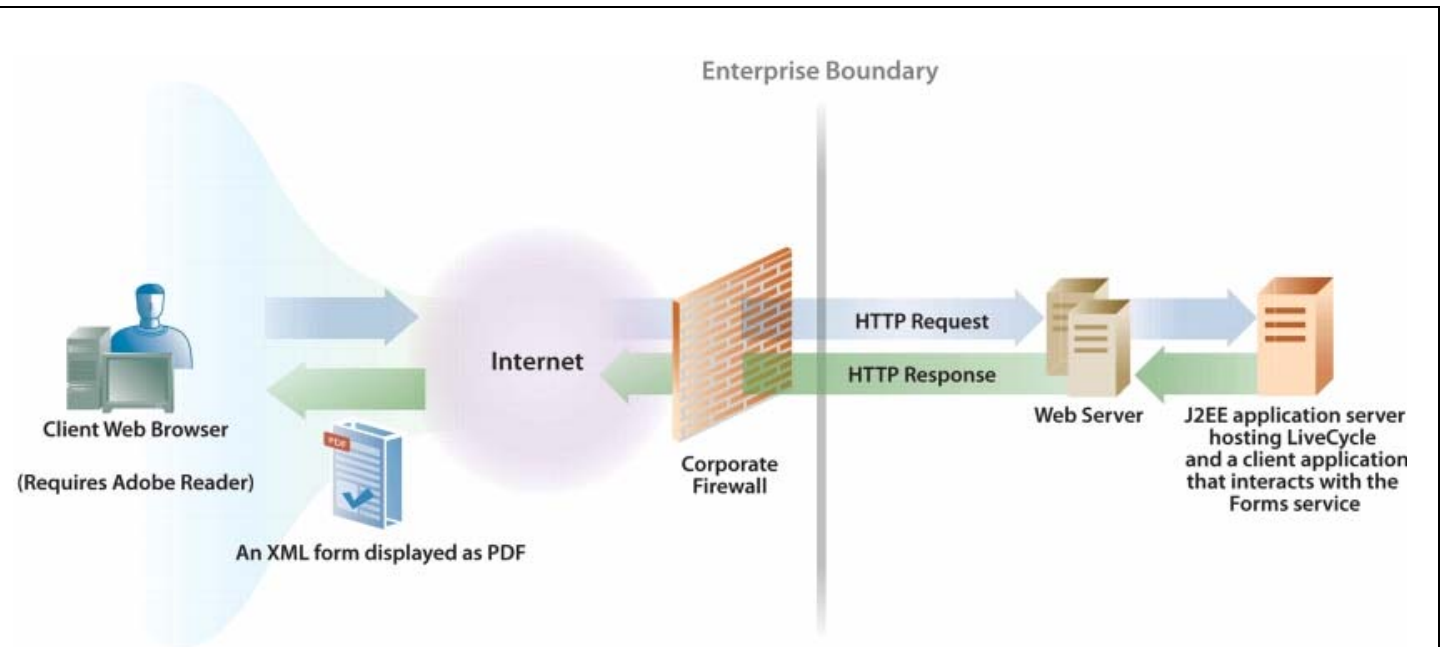 Enterprise Boundary
HTTP Request
Internet
HTTP Response
Client Web Browser
(Requires Adobe Reader)
PDF
An XML form displayed as PDF
Corporate
Firewall
Web Server
J2EE application server
hosting LiveCycle
and a client application
that interacts with the
Forms service